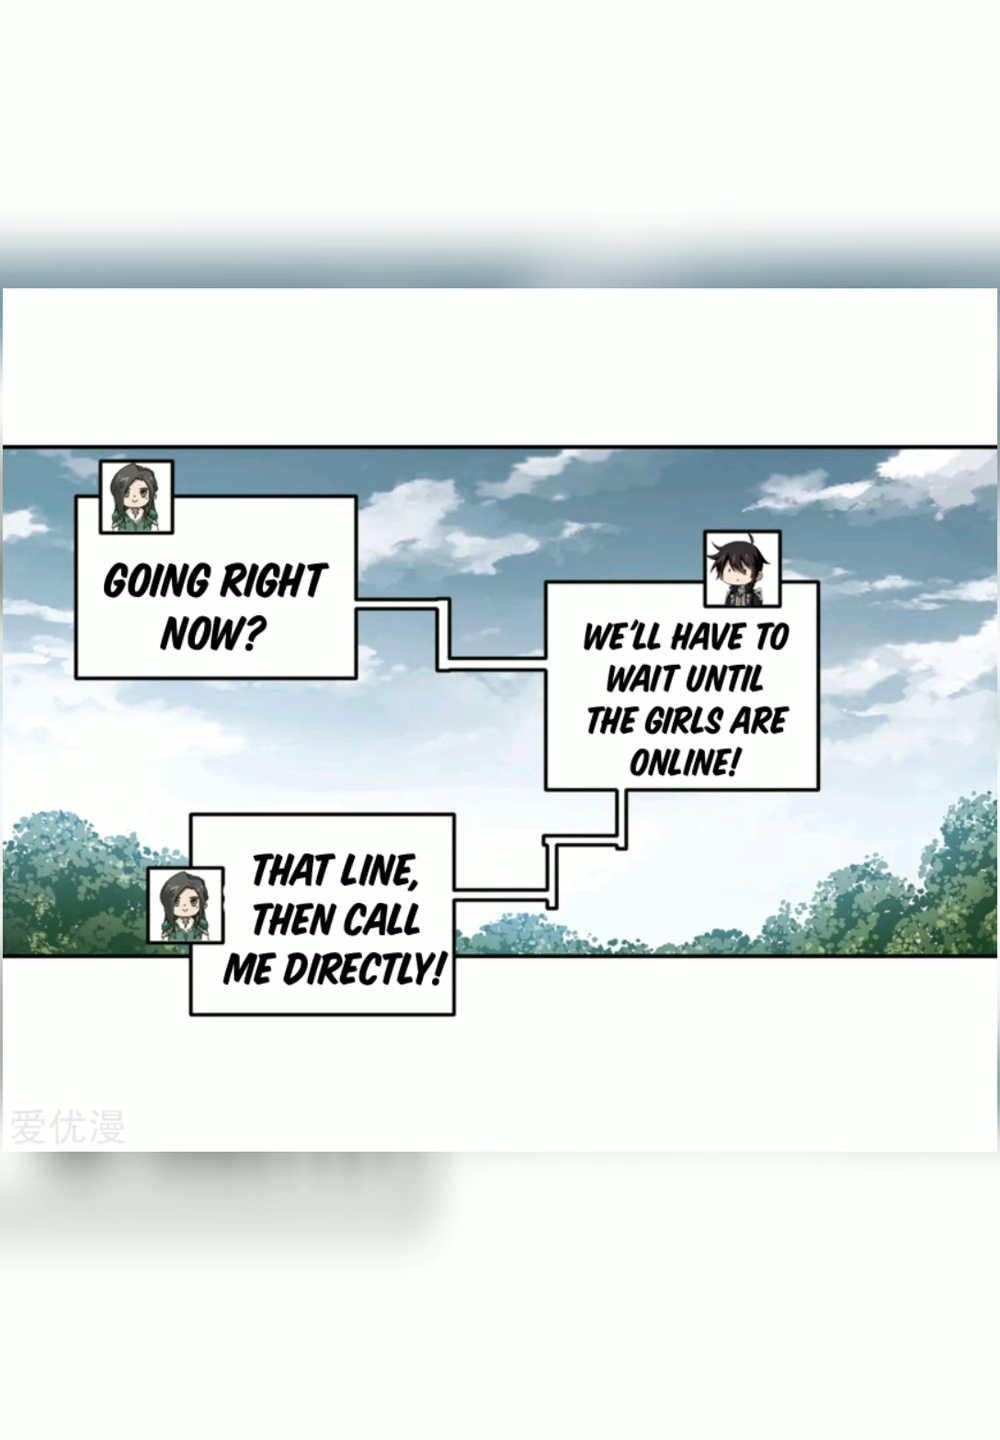 GOING RIGHT
NOW?
WE'LL HAVE TO
WAIT UNTIL
THE GIRLS ARE
ONLINE!
THAT LINE,
THEN CALL
ME DIRECTLY!
爱优漫